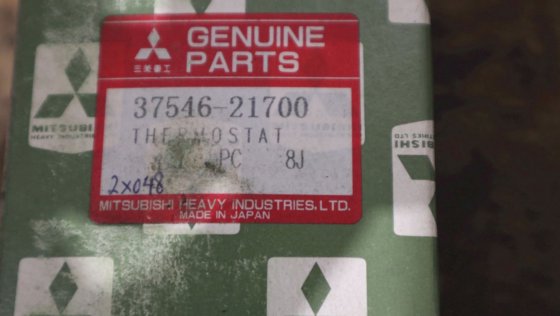 GENUINE
PARTS
三菱重工
37546-21700
THERMOSTAT
PC 8J
2x048
MITSUBISHI HEAVY INDUSTRIES, LTD.
MADE IN JAPAN
MITSUBI